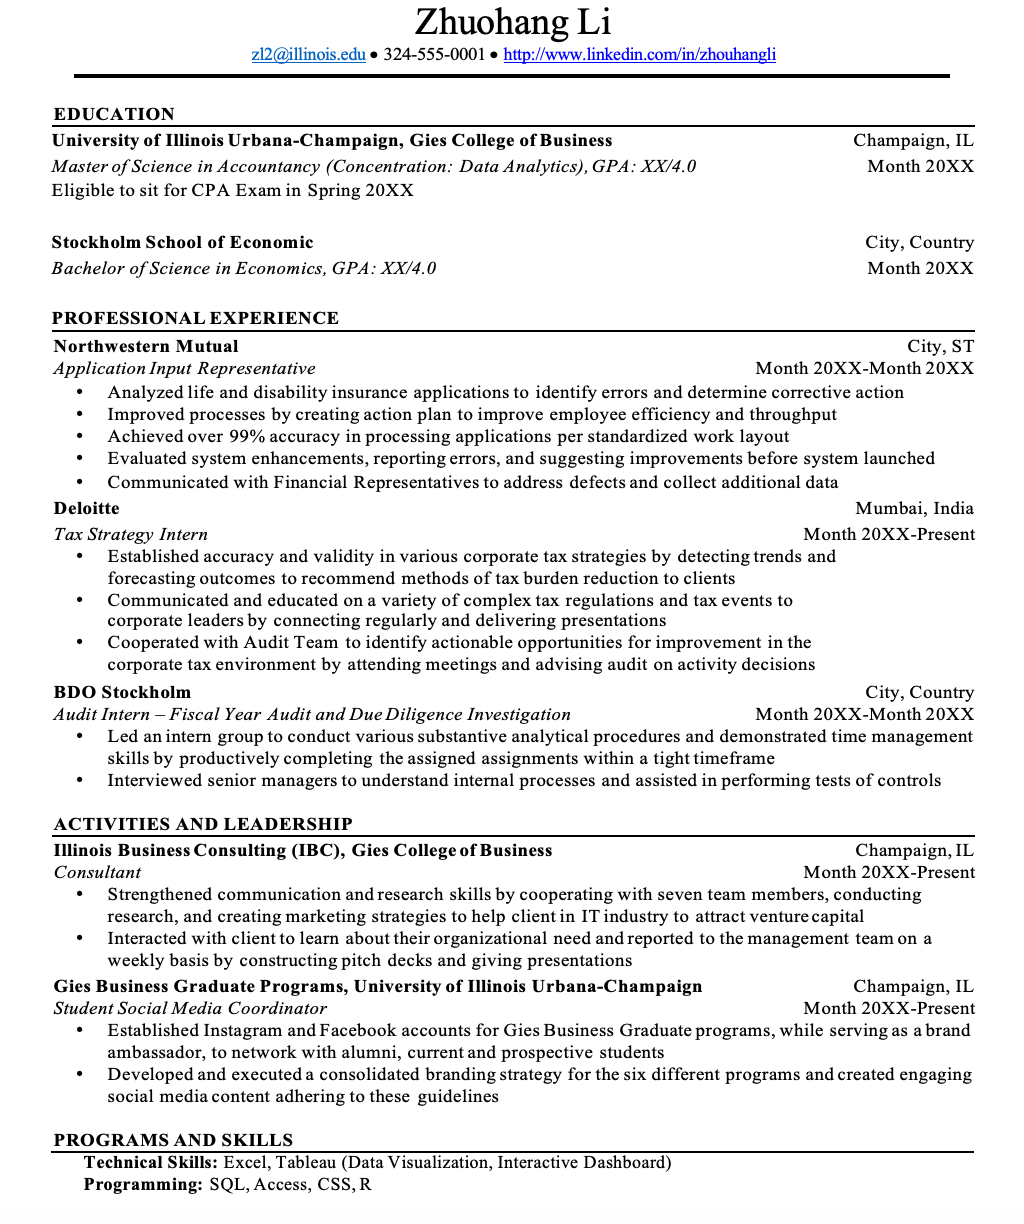 Zhuohang Li
zl2@illinois.edu ● 324-555-0001 ● http://www.linkedin.com/in/zhouhangli
EDUCATION
University of Illinois Urbana-Champaign, Gies College of Business Champaign, IL
Master of Science in Accountancy (Concentration: Data Analytics), GPA: XX/4.0 Month 20XX
Eligible to sit for CPA Exam in Spring 20XX
Stockholm School of Economic City, Country
Bachelor of Science in Economics, GPA: XX/4.0 Month 20XX
PROFESSIONAL EXPERIENCE
Northwestern Mutual City, ST
Application Input Representative Month 20XX-Month 20XX
• Analyzed life and disability insurance applications to identify errors and determine corrective action
• Improved processes by creating action plan to improve employee efficiency and throughput
• Achieved over 99% accuracy in processing applications per standardized work layout
• Evaluated system enhancements, reporting errors, and suggesting improvements before system launched
• Communicated with Financial Representatives to address defects and collect additional data
Deloitte Mumbai, India
Tax Strategy Intern Month 20XX-Present
• Established accuracy and validity in various corporate tax strategies by detecting trends and
forecasting outcomes to recommend methods of tax burden reduction to clients
• Communicated and educated on a variety of complex tax regulations and tax events to
corporate leaders by connecting regularly and delivering presentations
• Cooperated with Audit Team to identify actionable opportunities for improvement in the
corporate tax environment by attending meetings and advising audit on activity decisions
BDO Stockholm City, Country
Audit Intern – Fiscal Year Audit and Due Diligence Investigation Month 20XX-Month 20XX
• Led an intern group to conduct various substantive analytical procedures and demonstrated time management
skills by productively completing the assigned assignments within a tight timeframe
• Interviewed senior managers to understand internal processes and assisted in performing tests of controls
ACTIVITIES AND LEADERSHIP
Illinois Business Consulting (IBC), Gies College of Business Champaign, IL
Consultant Month 20XX-Present
• Strengthened communication and research skills by cooperating with seven team members, conducting
research, and creating marketing strategies to help client in IT industry to attract venture capital
• Interacted with client to learn about their organizational need and reported to the management team on a
weekly basis by constructing pitch decks and giving presentations
Gies Business Graduate Programs, University of Illinois Urbana-Champaign Champaign, IL
Student Social Media Coordinator Month 20XX-Present
• Established Instagram and Facebook accounts for Gies Business Graduate programs, while serving as a brand
ambassador, to network with alumni, current and prospective students
• Developed and executed a consolidated branding strategy for the six different programs and created engaging
social media content adhering to these guidelines
PROGRAMS AND SKILLS
Technical Skills: Excel, Tableau (Data Visualization, Interactive Dashboard)
Programming: SQL, Access, CSS, R